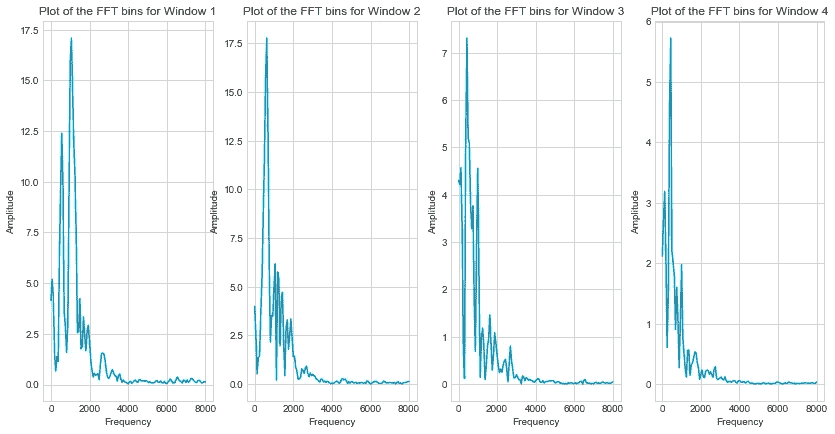 Plot of the FFT bins for Window 1
17.5
15.0
12.5
10.0
7.5
5.0
2.5
0.0
Amplitude
0 2000 4000 6000 8000
Frequency
Plot of the FFT bins for Window 2
17.5
15.0
12.5
10.0
7.5
5.0
2.5
0.0
Amplitude
0 2000 4000 6000 8000
Frequency
Plot of the FFT bins for Window 3
7
6
5
4
3
2
1
0
Amplitude
0 2000 4000 6000 8000
Frequency
Plot of the FFT bins for Window 4
6
5
4
3
2
1
0
Amplitude
0 2000 4000 6000 8000
Frequency